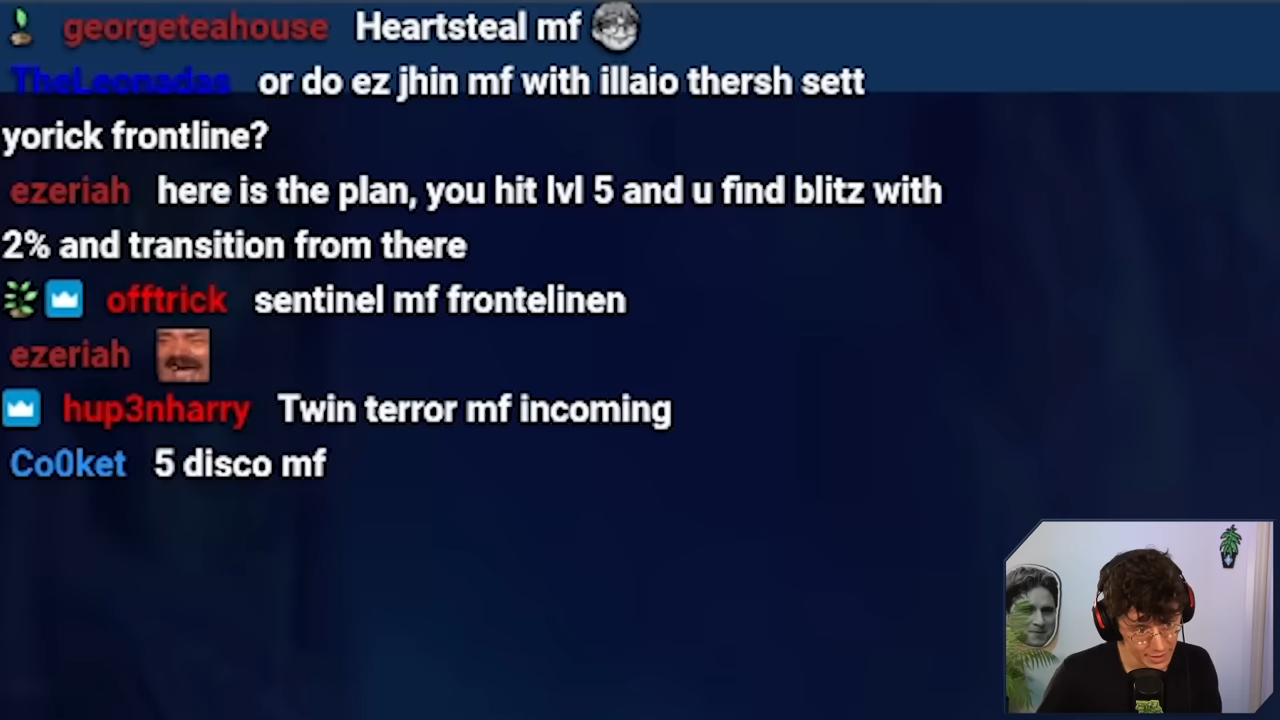 georgeteahouse Heartsteal mf
TheLeonadas or do ez jhin mf with illaio thersh sett
yorick frontline?
ezeriah here is the plan, you hit lvl 5 and u find blitz with
2% and transition from there
offtrick sentinel mf frontelinen
ezeriah
hup3nharry Twin terror mf incoming
Co0ket 5 disco mf